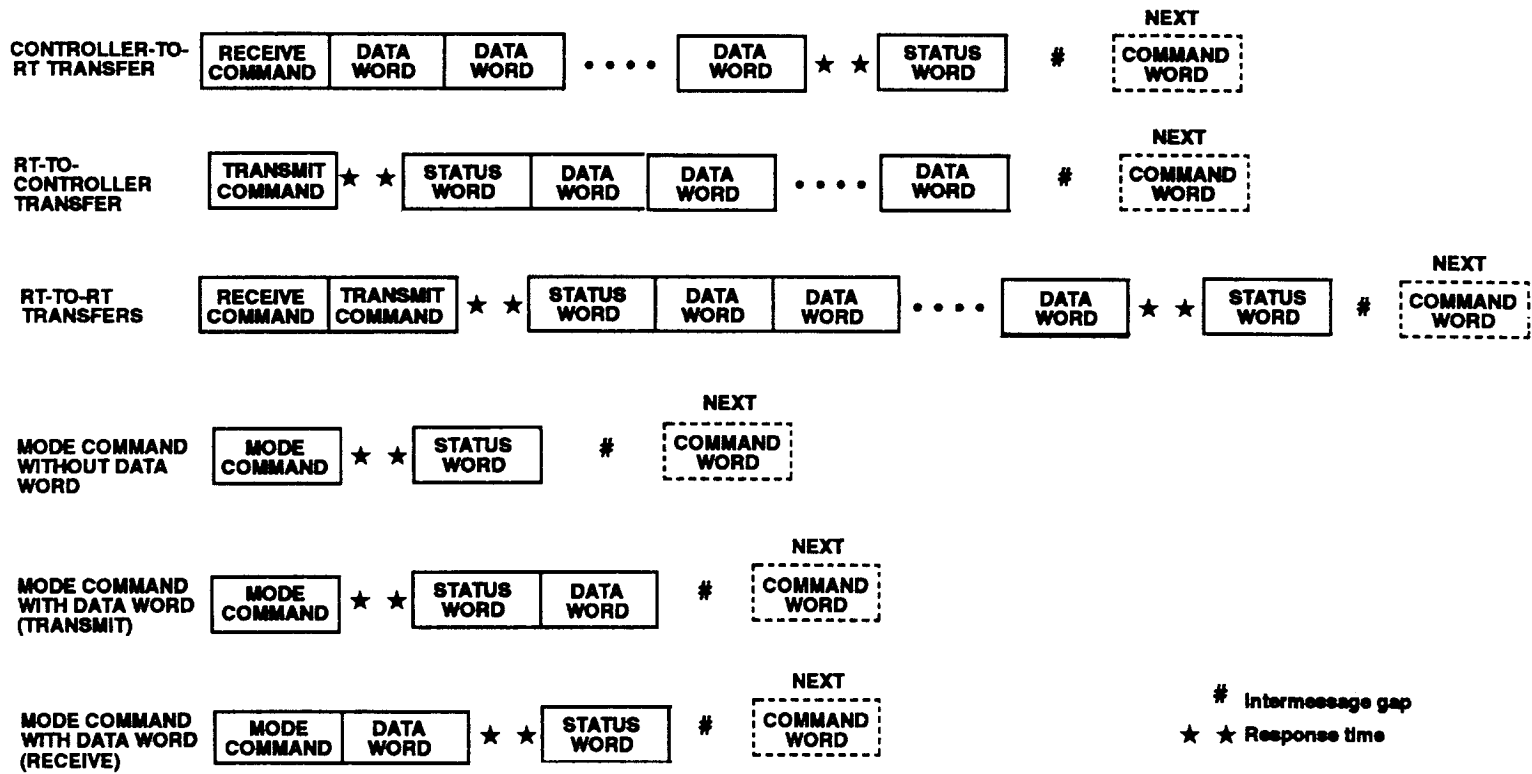 NEXT
CONTROLLER-TO-
RT TRANSFER
RECEIVE
COMMAND
DATA
WORD
DATA
WORD
• • • •
DATA
WORD
★ ★
STATUS
WORD
#
COMMAND
WORD
NEXT
RT-TO-
CONTROLLER
TRANSFER
TRANSMIT
COMMAND
★ ★
STATUS
WORD
DATA
WORD
DATA
WORD
• • • •
DATA
WORD
#
COMMAND
WORD
NEXT
RT-TO-RT
TRANSFERS
RECEIVE
COMMAND
TRANSMIT
COMMAND
★ ★
STATUS
WORD
DATA
WORD
DATA
WORD
• • • •
DATA
WORD
★ ★
STATUS
WORD
#
COMMAND
WORD
NEXT
MODE COMMAND
WITHOUT DATA
WORD
MODE
COMMAND
★ ★
STATUS
WORD
#
COMMAND
WORD
NEXT
MODE COMMAND
WITH DATA WORD
(TRANSMIT)
MODE
COMMAND
★ ★
STATUS
WORD
DATA
WORD
#
COMMAND
WORD
NEXT
MODE COMMAND
WITH DATA WORD
(RECEIVE)
MODE
COMMAND
DATA
WORD
★ ★
STATUS
WORD
#
COMMAND
WORD
# Intermessage gap
★ ★ Response time